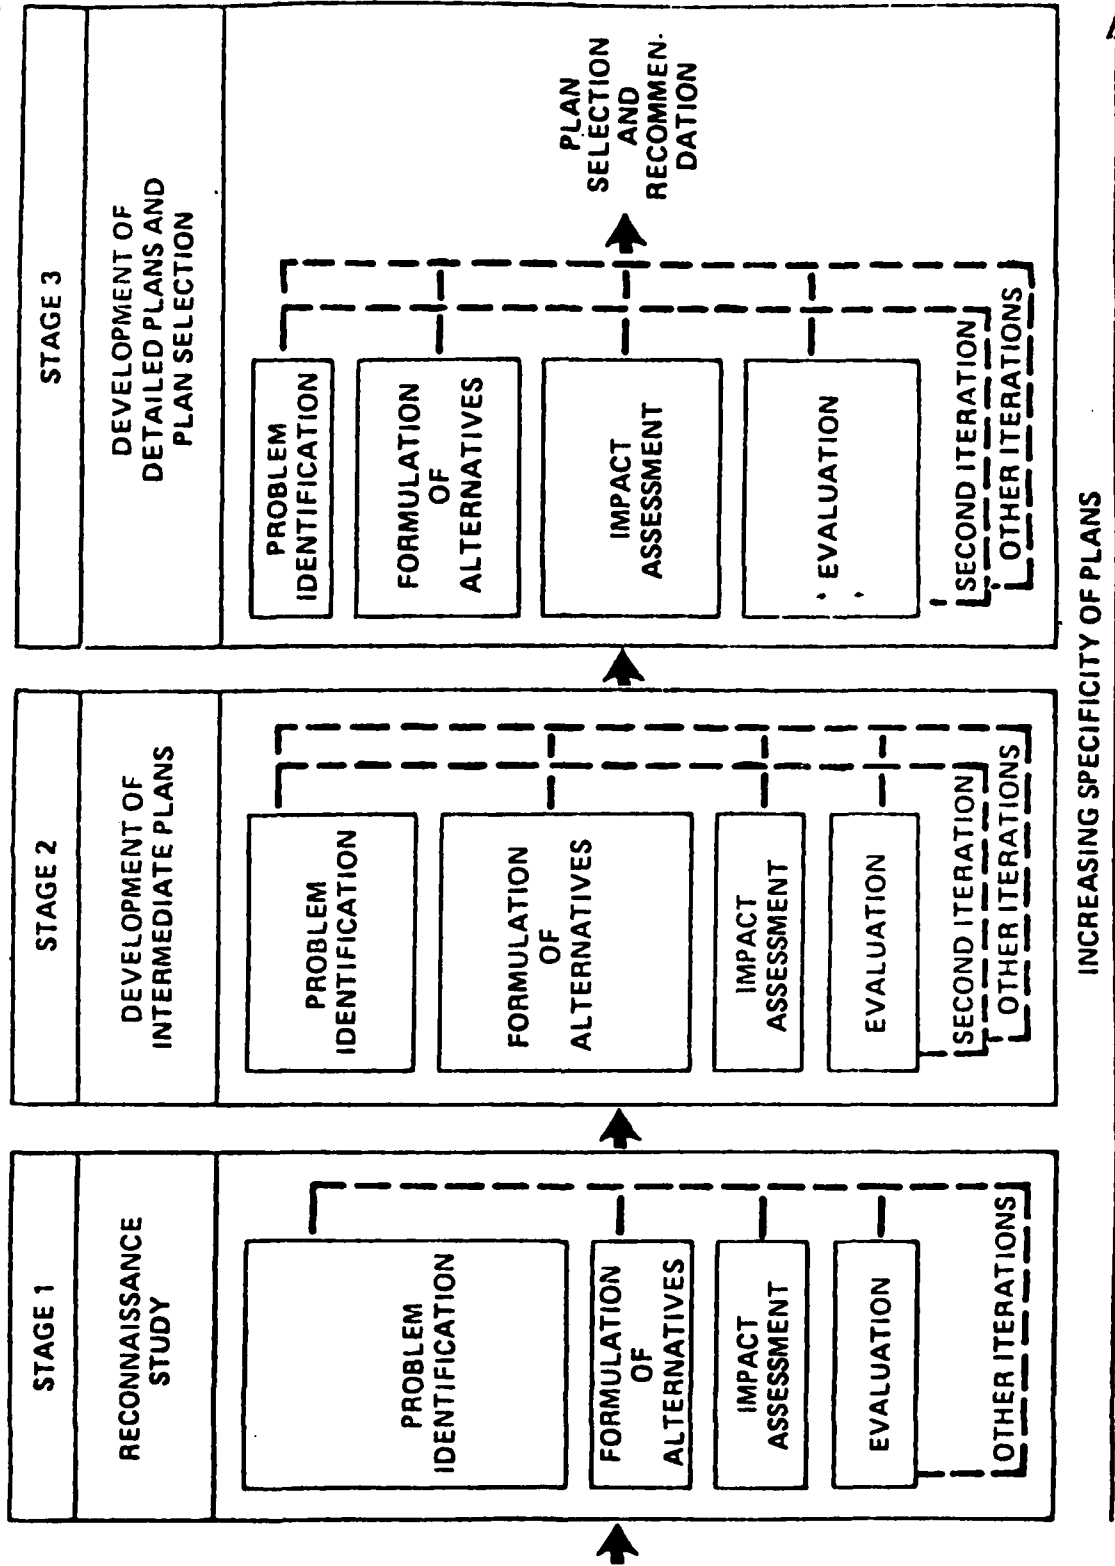 STAGE 1
RECONNAISSANCE
STUDY
PROBLEM
IDENTIFICATION
FORMULATION
OF
ALTERNATIVES
IMPACT
ASSESSMENT
EVALUATION
OTHER ITERATIONS
STAGE 2
DEVELOPMENT OF
INTERMEDIATE PLANS
PROBLEM
IDENTIFICATION
FORMULATION
OF
ALTERNATIVES
IMPACT
ASSESSMENT
EVALUATION
SECOND ITERATION
OTHER ITERATIONS
STAGE 3
DEVELOPMENT OF
DETAILED PLANS AND
PLAN SELECTION
PROBLEM
IDENTIFICATION
FORMULATION
OF
ALTERNATIVES
IMPACT
ASSESSMENT
EVALUATION
SECOND ITERATION
OTHER ITERATIONS
PLAN
SELECTION
AND
RECOMMEN-
DATION
INCREASING SPECIFICITY OF PLANS